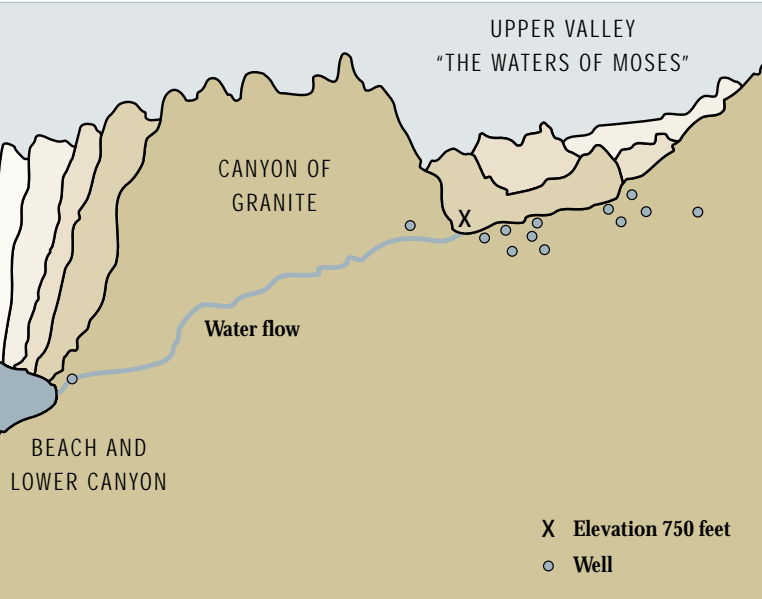 UPPER VALLEY
“THE WATERS OF MOSES”
CANYON OF
GRANITE
X
Water flow
BEACH AND
LOWER CANYON
X Elevation 750 feet
Well